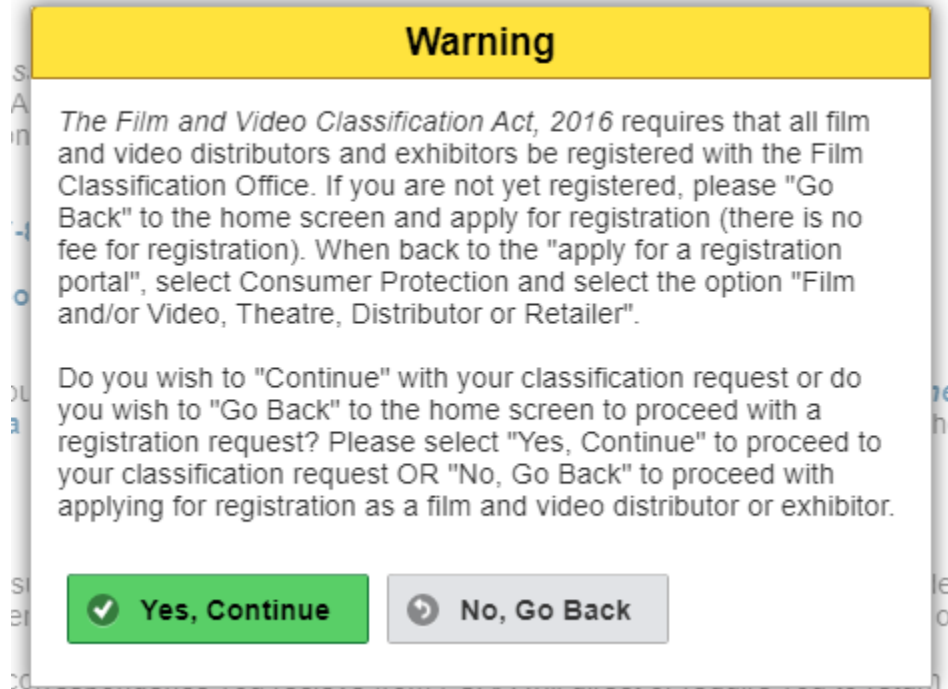 Warning
The Film and Video Classification Act, 2016 requires that all film
and video distributors and exhibitors be registered with the Film
Classification Office. If you are not yet registered, please "Go
Back" to the home screen and apply for registration (there is no
fee for registration). When back to the "apply for a registration
portal", select Consumer Protection and select the option "Film
and/or Video, Theatre, Distributor or Retailer".
Do you wish to "Continue" with your classification request or do
you wish to "Go Back" to the home screen to proceed with a
registration request? Please select "Yes, Continue" to proceed to
your classification request OR "No, Go Back" to proceed with
applying for registration as a film and video distributor or exhibitor.
Yes, Continue
No, Go Back